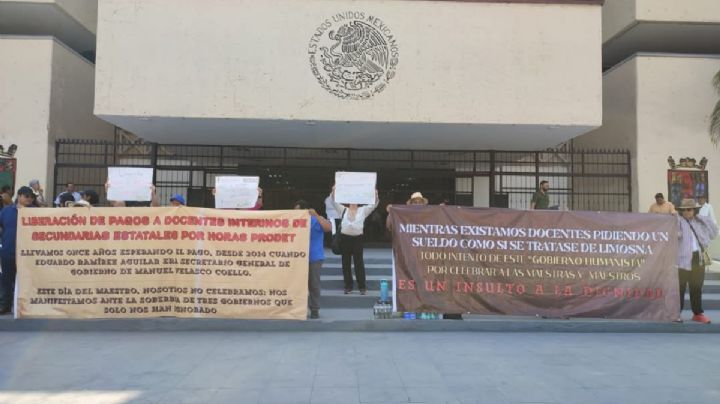 ESTADOS UNIDOS MEXICANOS
LIBERACIÓN DE PAGOS A DOCENTES INTERINOS DE
SECUNDARIAS ESTATALES POR HORAS PRODET
LLEVAMOS ONCE AÑOS ESPERANDO EL PAGO, DESDE 2014 CUANDO
EDUARDO RAMÍREZ AGUILAR ERA SECRETARIO GENERAL DE
GOBIERNO DE MANUEL VELASCO COELLO.
ESTE DÍA DEL MAESTRO, NOSOTROS NO CELEBRAMOS: NOS
MANIFESTAMOS ANTE LA SOBERBIA DE TRES GOBIERNOS QUE
SOLO NOS HAN IGNORADO
MIENTRAS EXISTAMOS DOCENTES PIDIENDO UN
SUELDO COMO SI SE TRATASE DE LIMOSNA
TODO INTENTO DE ESTE "GOBIERNO HUMANISTA"
POR CELEBRAR A LAS MAESTRAS Y MAESTROS
ES UN INSULTO A LA DIGNIDAD